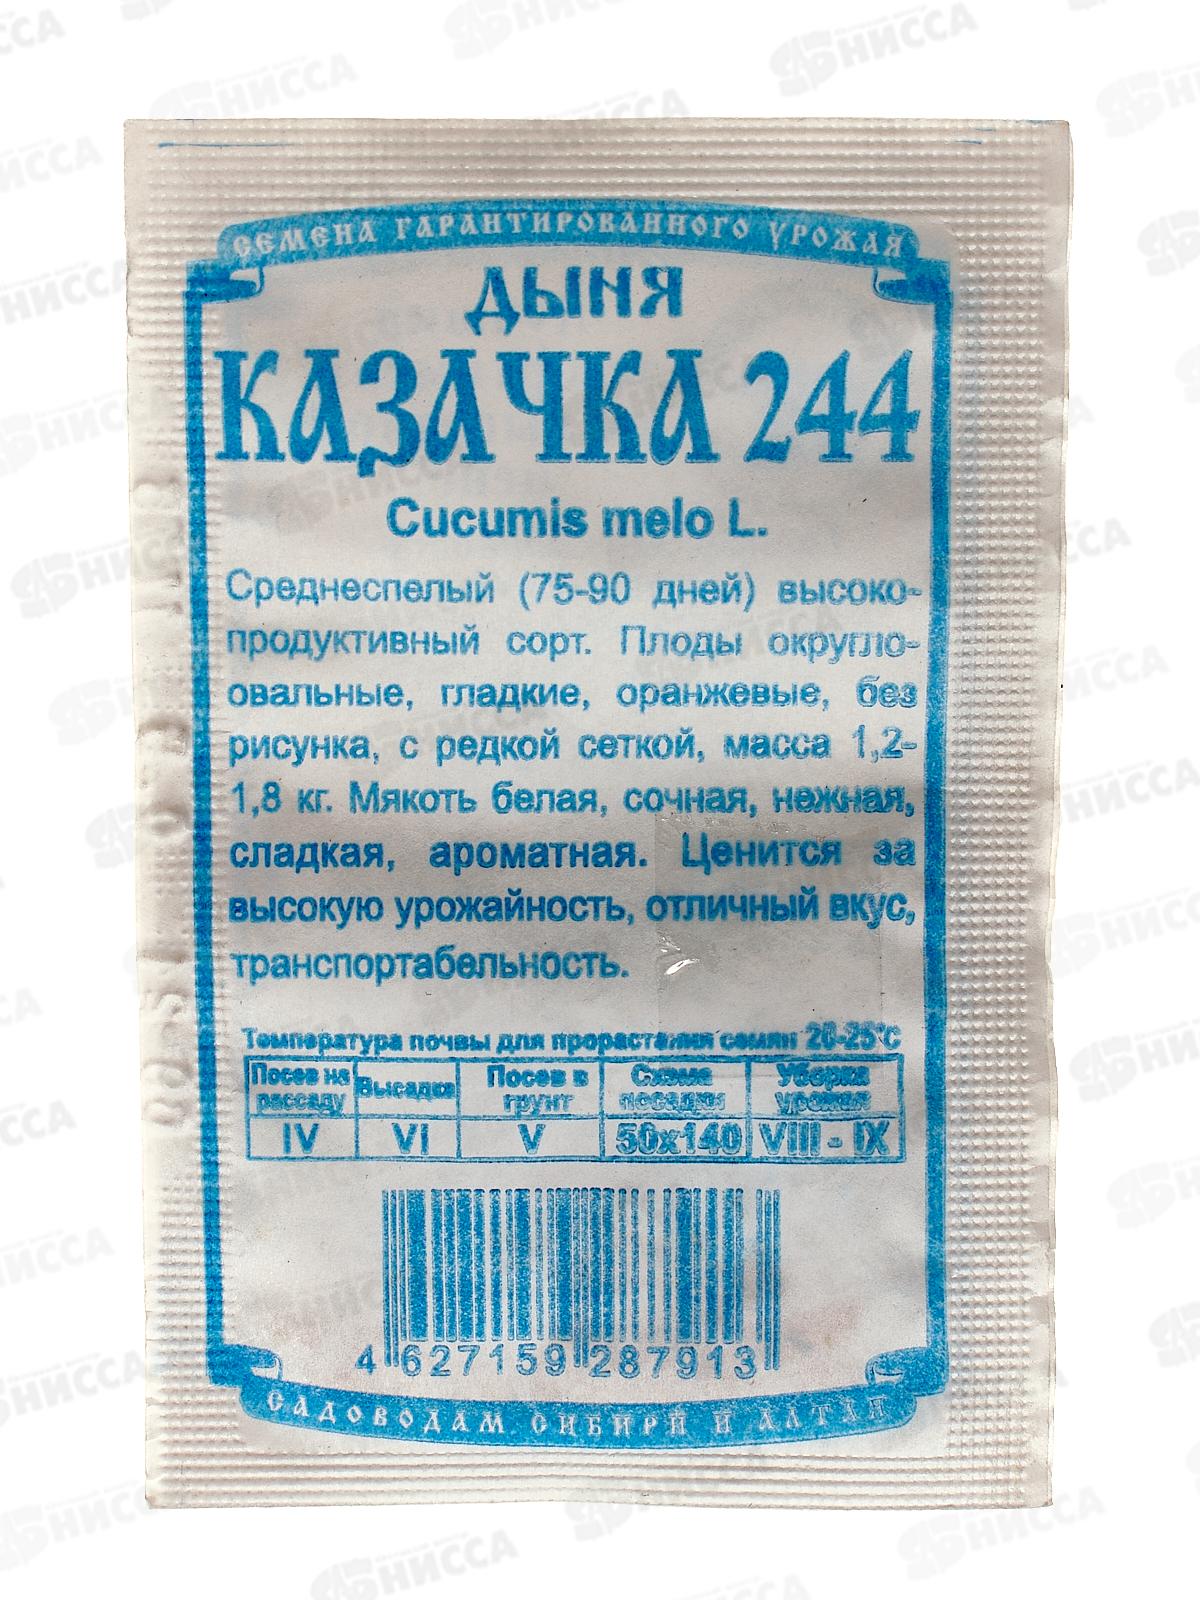 СЕМЕНА ГАРАНТИРОВАННОГО УРОЖАЯ
ДЫНЯ
КАЗАЧКА 244
Cucumis melo L.
Среднеспелый (75-90 дней) высоко-
продуктивный сорт. Плоды округло-
овальные, гладкие, оранжевые, без
рисунка, с редкой сеткой, масса 1,2-
1,8 кг. Мякоть белая, сочная, нежная,
сладкая, ароматная. Ценится за
высокую урожайность, отличный вкус,
транспортабельность.
Температура почвы для прорастания семян 20-25°с
Посев на рассаду Высадка Посев в грунт Схема посадки Уборка урожая
IV VI V 50x140 VIII - IX
4 627159 287913
САДОВОДАМ СИБИРИ И АЛТАЯ
НИССА